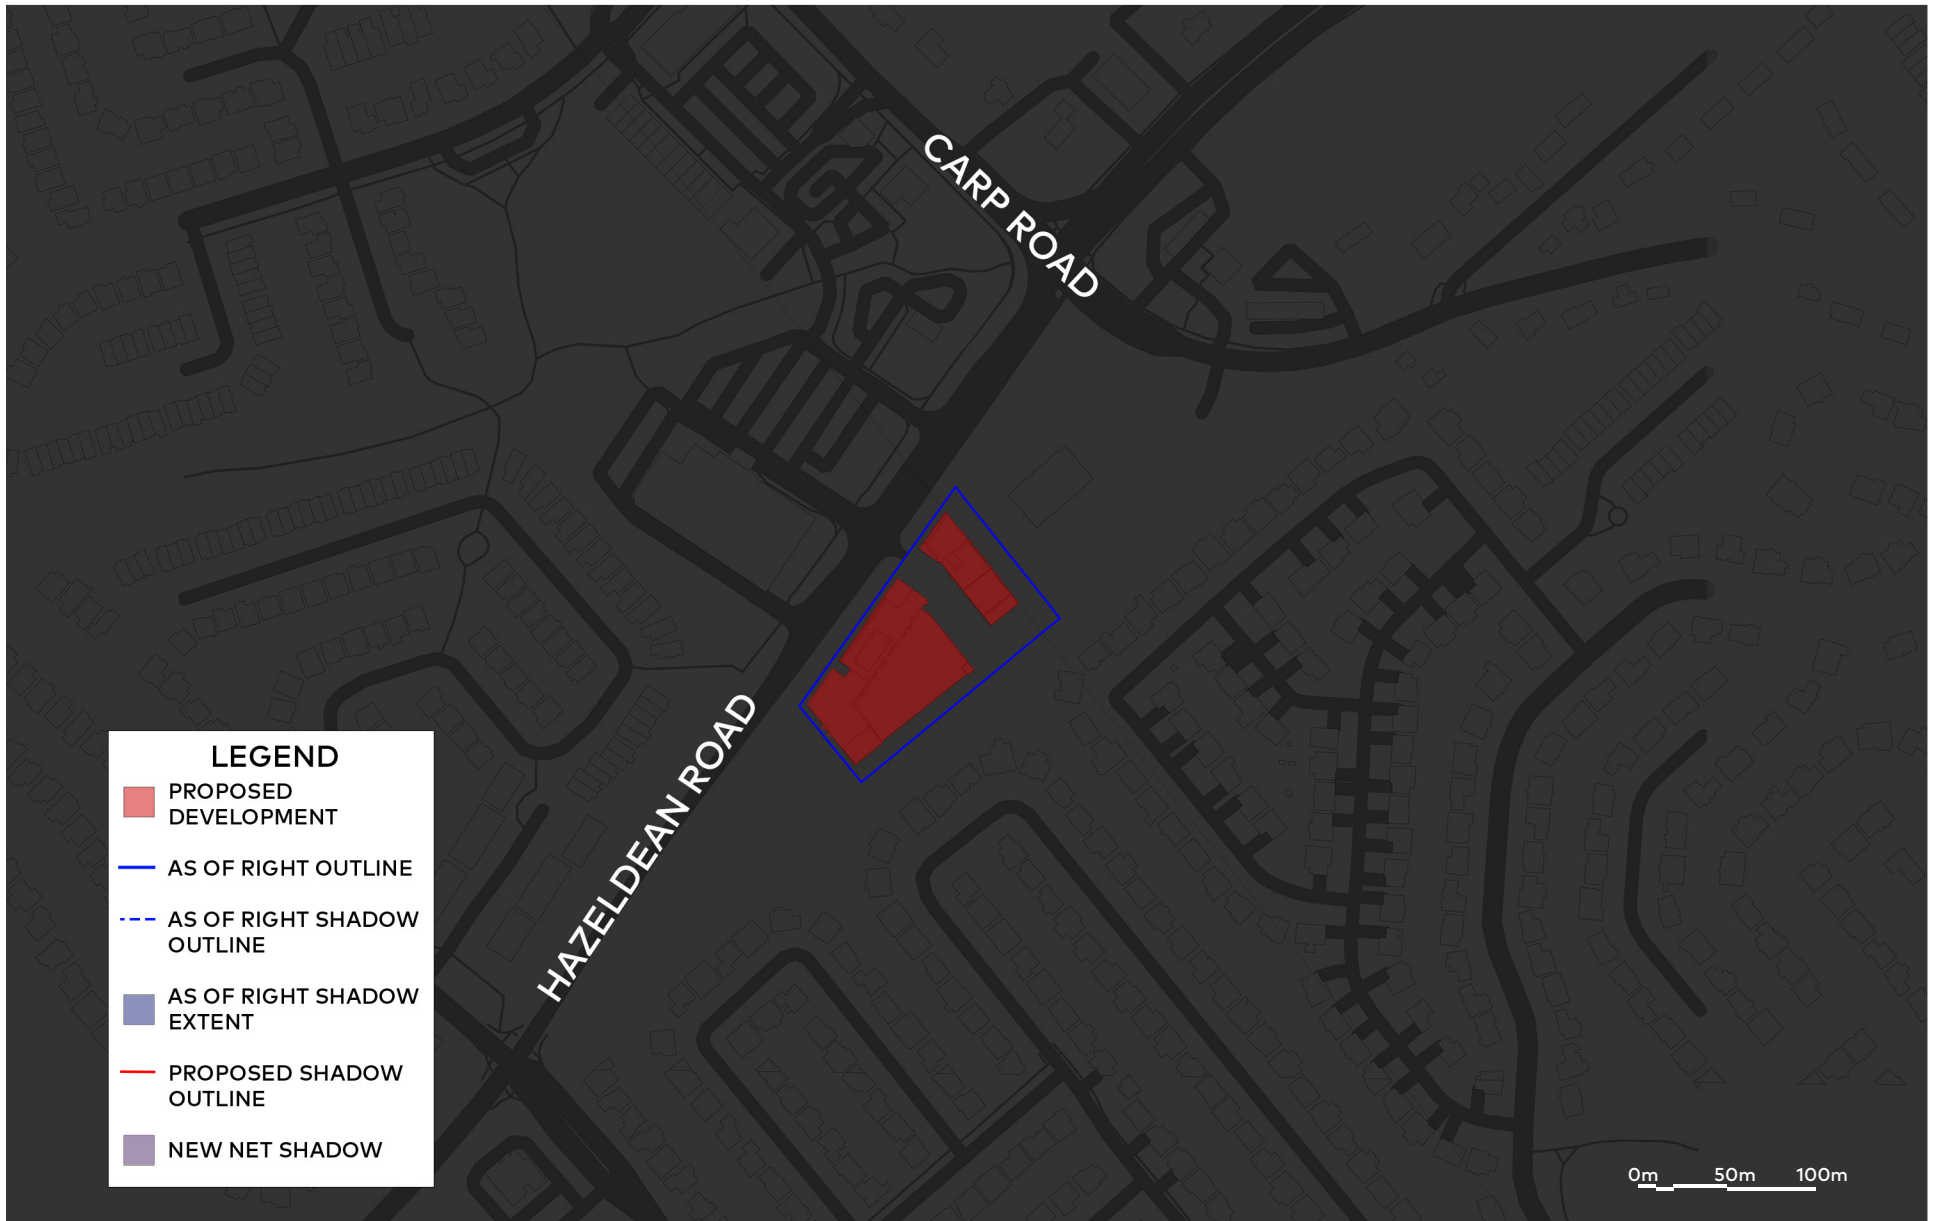 CARP ROAD
HAZELDEAN ROAD
LEGEND
PROPOSED
DEVELOPMENT
AS OF RIGHT OUTLINE
AS OF RIGHT SHADOW
OUTLINE
AS OF RIGHT SHADOW
EXTENT
PROPOSED SHADOW
OUTLINE
NEW NET SHADOW
0m 50m 100m